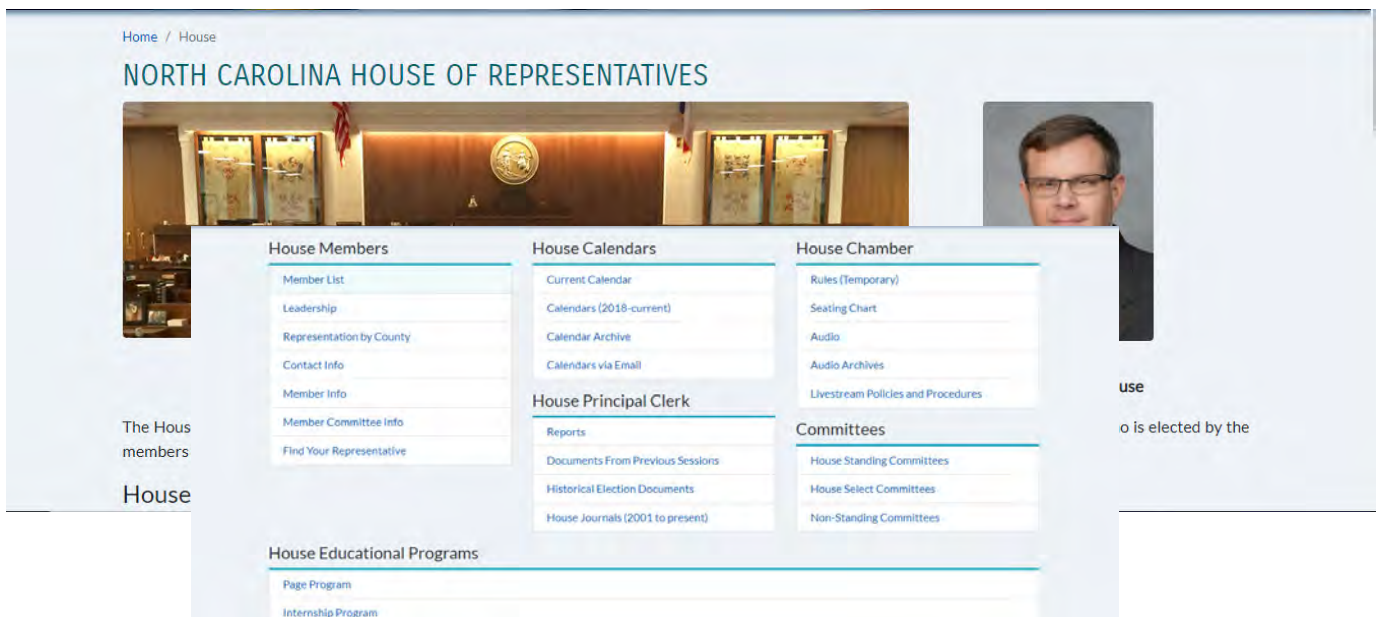 Home / House
NORTH CAROLINA HOUSE OF REPRESENTATIVES
House Members
Member List
Leadership
Representation by County
Contact Info
Member Info
Member Committee Info
Find Your Representative
House Calendars
Current Calendar
Calendars (2018-current)
Calendar Archive
Calendars via Email
House Principal Clerk
Reports
Documents From Previous Sessions
Historical Election Documents
House Journals (2001 to present)
House Chamber
Rules (Temporary)
Seating Chart
Audio
Audio Archives
Livestream Policies and Procedures
Committees
House Standing Committees
House Select Committees
Non-Standing Committees
House Educational Programs
Page Program
Internship Program
use
The Hous
o is elected by the
members
House